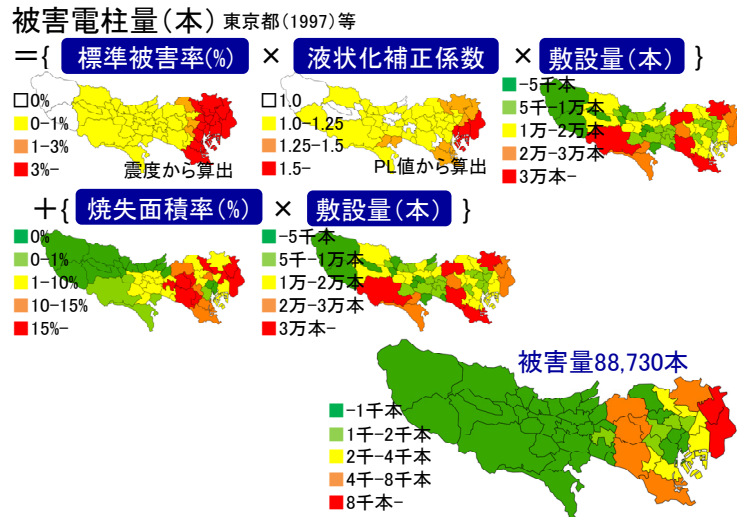 被害電柱量(本) 東京都(1997)等
={ 標準被害率(%) × 液状化補正係数 × 敷設量(本) }
0%
0-1%
1-3%
3%-
震度から算出
1.0
1.0-1.25
1.25-1.5
1.5-
PL値から算出
-5千本
5千-1万本
1万-2万本
2万-3万本
3万本-
+{ 焼失面積率(%) × 敷設量(本) }
0%
0-1%
1-10%
10-15%
15%-
-5千本
5千-1万本
1万-2万本
2万-3万本
3万本-
被害量88,730本
-1千本
1千-2千本
2千-4千本
4千-8千本
8千本-